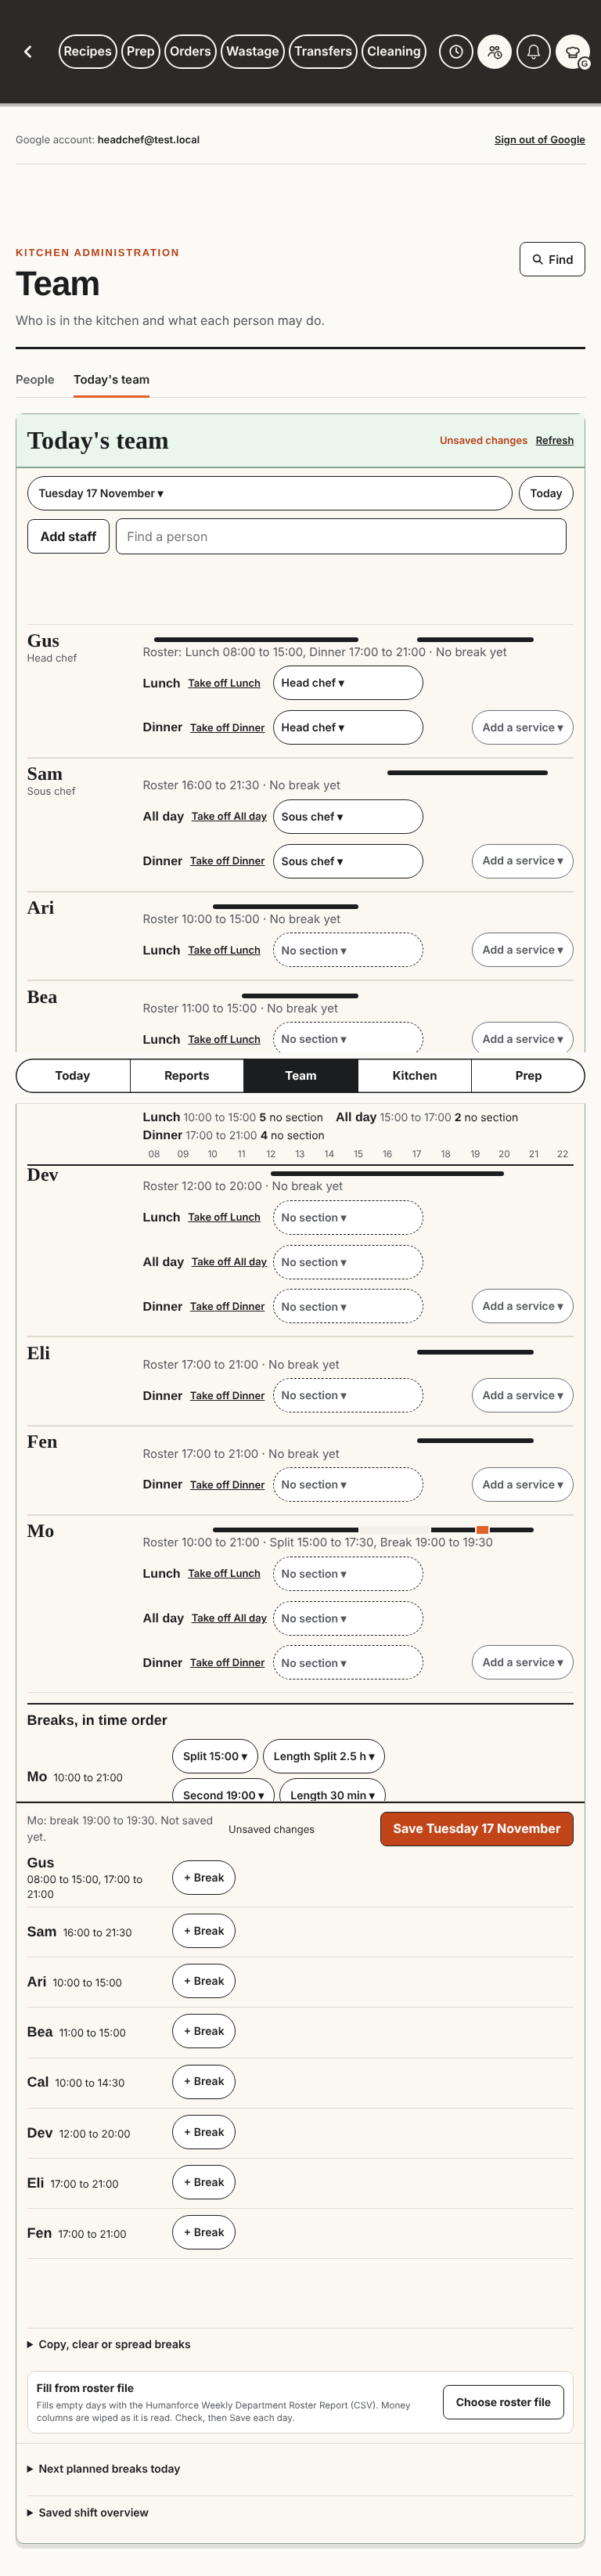 Recipes Prep Orders Wastage Transfers Cleaning
G
Google account: headchef@test.local Sign out of Google
KITCHEN ADMINISTRATION
Find
Team
Who is in the kitchen and what each person may do.
People Today's team
Today's team Unsaved changes Refresh
Tuesday 17 November ▾ Today
Add staff Find a person
Gus
Head chef
Roster: Lunch 08:00 to 15:00, Dinner 17:00 to 21:00 · No break yet
Lunch Take off Lunch Head chef ▾
Dinner Take off Dinner Head chef ▾ Add a service ▾
Sam
Sous chef
Roster 16:00 to 21:30 · No break yet
All day Take off All day Sous chef ▾
Dinner Take off Dinner Sous chef ▾ Add a service ▾
Ari
Roster 10:00 to 15:00 · No break yet
Lunch Take off Lunch No section ▾ Add a service ▾
Bea
Roster 11:00 to 15:00 · No break yet
Lunch Take off Lunch No section ▾ Add a service ▾
Today Reports Team Kitchen Prep
Lunch 10:00 to 15:00 5 no section All day 15:00 to 17:00 2 no section
Dinner 17:00 to 21:00 4 no section
08 09 10 11 12 13 14 15 16 17 18 19 20 21 22
Dev
Roster 12:00 to 20:00 · No break yet
Lunch Take off Lunch No section ▾
All day Take off All day No section ▾
Dinner Take off Dinner No section ▾ Add a service ▾
Eli
Roster 17:00 to 21:00 · No break yet
Dinner Take off Dinner No section ▾ Add a service ▾
Fen
Roster 17:00 to 21:00 · No break yet
Dinner Take off Dinner No section ▾ Add a service ▾
Mo
Roster 10:00 to 21:00 · Split 15:00 to 17:30, Break 19:00 to 19:30
Lunch Take off Lunch No section ▾
All day Take off All day No section ▾
Dinner Take off Dinner No section ▾ Add a service ▾
Breaks, in time order
Split 15:00 ▾ Length Split 2.5 h ▾
Mo 10:00 to 21:00
Second 19:00 ▾ Length 30 min ▾
Mo: break 19:00 to 19:30. Not saved
yet.
Unsaved changes
Save Tuesday 17 November
Gus
08:00 to 15:00, 17:00 to
21:00
+ Break
Sam 16:00 to 21:30 + Break
Ari 10:00 to 15:00 + Break
Bea 11:00 to 15:00 + Break
Cal 10:00 to 14:30 + Break
Dev 12:00 to 20:00 + Break
Eli 17:00 to 21:00 + Break
Fen 17:00 to 21:00 + Break
▶ Copy, clear or spread breaks
Fill from roster file
Fills empty days with the Humanforce Weekly Department Roster Report (CSV). Money
columns are wiped as it is read. Check, then Save each day.
Choose roster file
▶ Next planned breaks today
▶ Saved shift overview